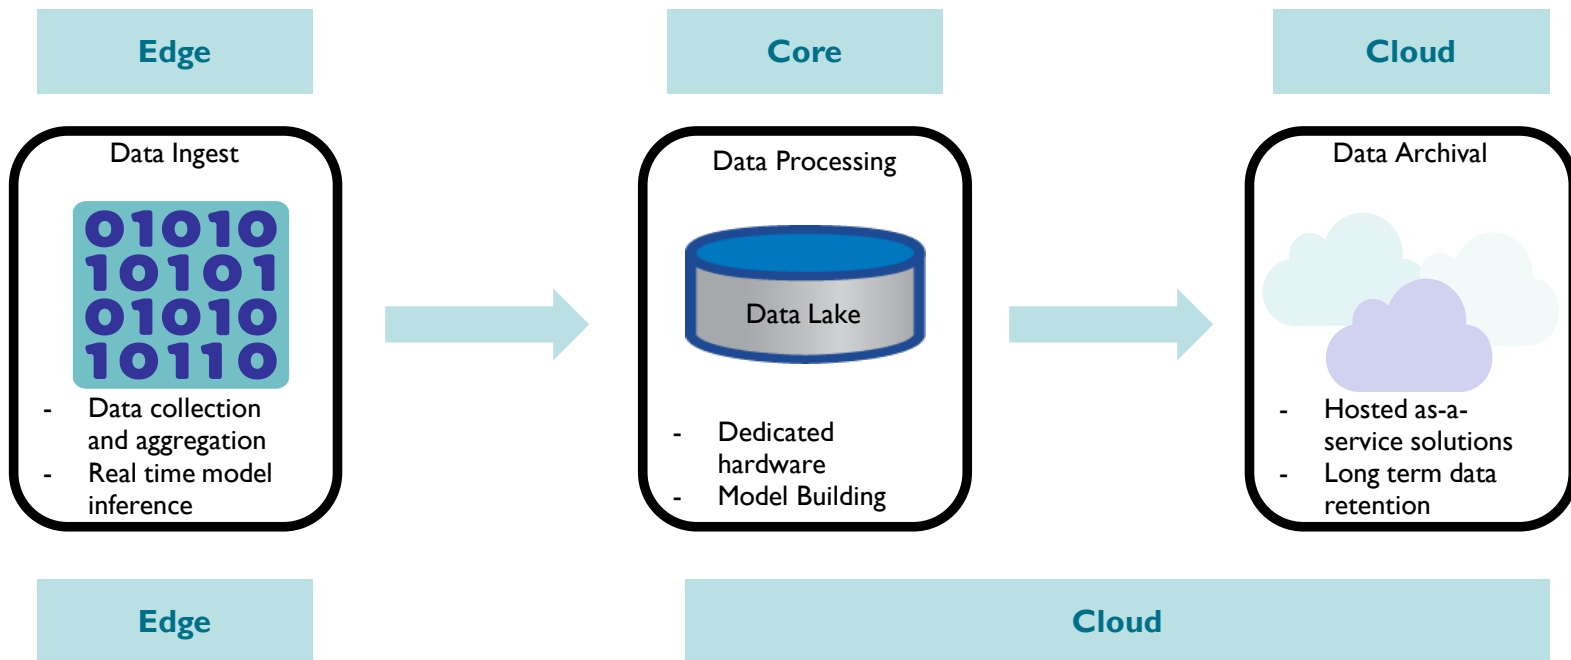 Edge
Core
Cloud
Data Ingest
01010
10101
01010
10110
- Data collection
and aggregation
- Real time model
inference
Data Processing
Data Lake
- Dedicated
hardware
- Model Building
Data Archival
- Hosted as-a-
service solutions
- Long term data
retention
Edge
Cloud